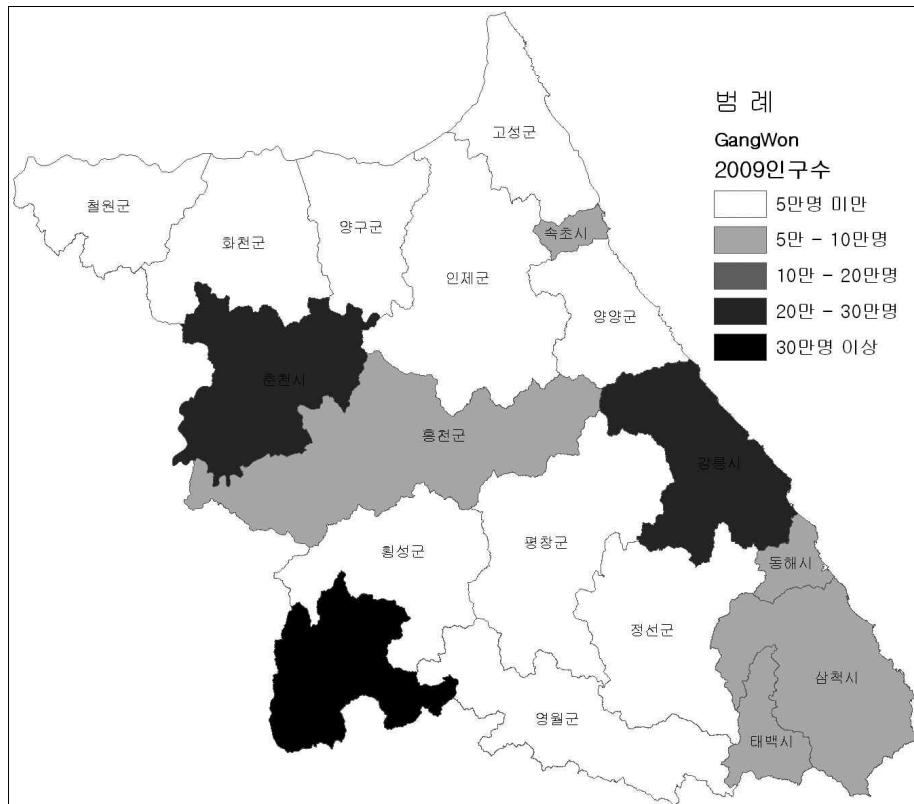 범 례
GangWon
2009인구수
5만명 미만
5만 - 10만명
10만 - 20만명
20만 - 30만명
30만명 이상
고성군
철원군
화천군
양구군
속초시
인제군
양양군
춘천시
홍천군
강릉시
횡성군
평창군
동해시
정선군
삼척시
영월군
태백시